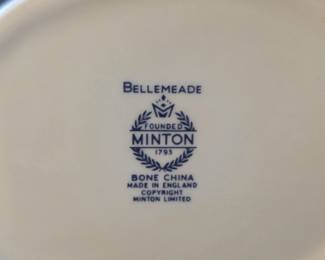 BELLEMEADE
FOUNDED
MINTON
1793
BONE CHINA
MADE IN ENGLAND
COPYRIGHT
MINTON LIMITED